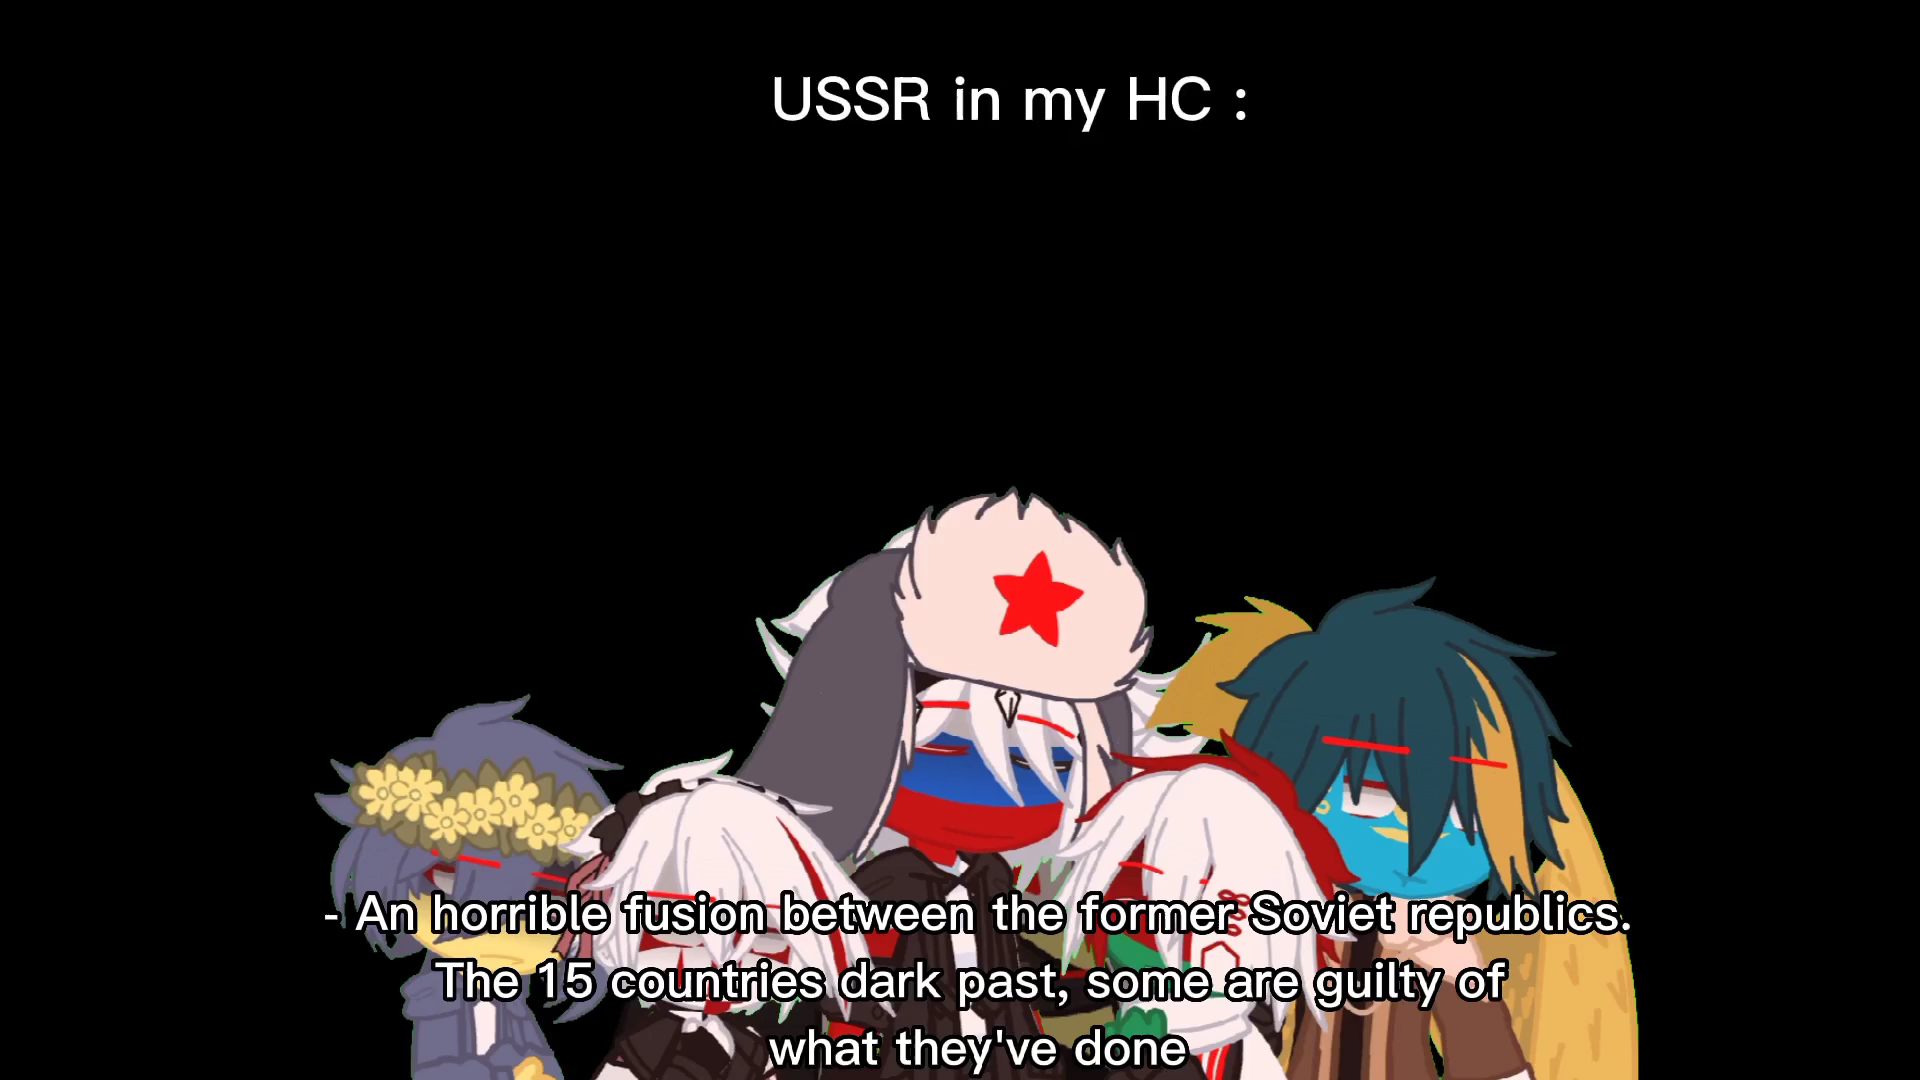 USSR in my HC :
- An horrible fusion between the former Soviet republics.
The 15 countries dark past, some are guilty of
what they've done